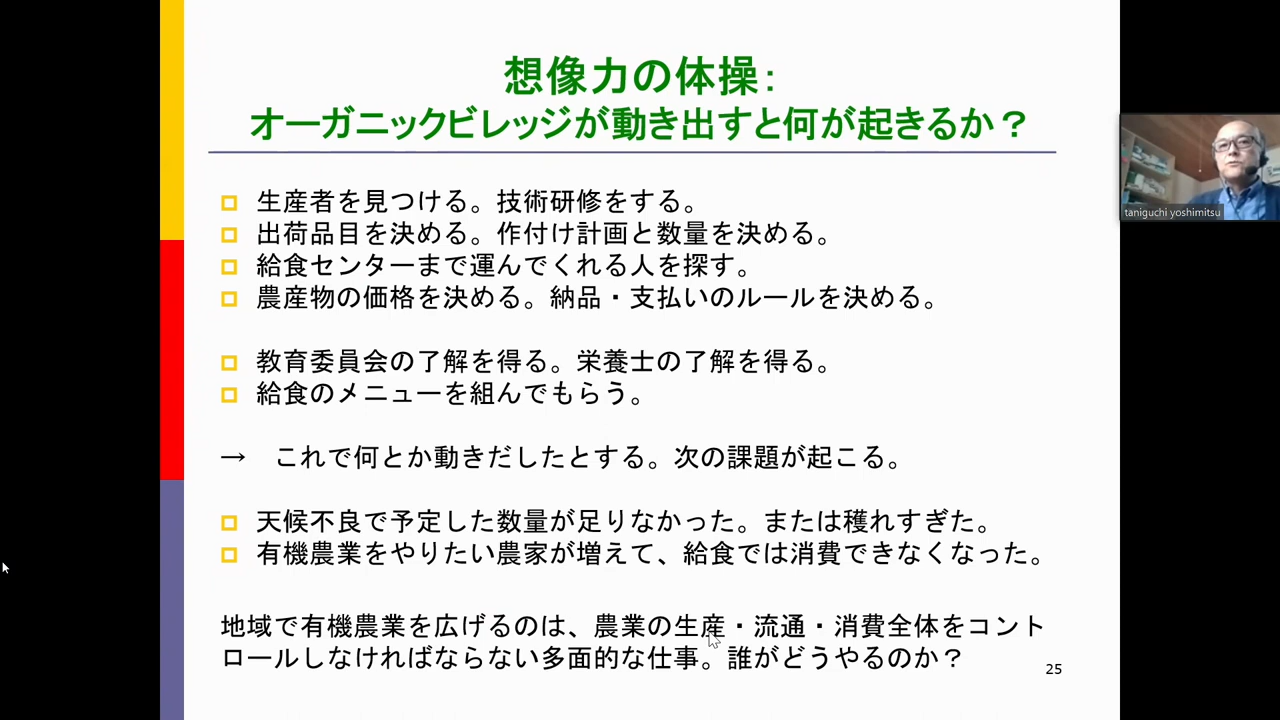 想像力の体操：
オーガニックビレッジが動き出すと何が起きるか？
生産者を見つける。技術研修をする。
出荷品目を決める。作付け計画と数量を決める。
給食センターまで運んでくれる人を探す。
農産物の価格を決める。納品・支払いのルールを決める。
教育委員会の了解を得る。栄養士の了解を得る。
給食のメニューを組んでもらう。
→　これで何とか動きだしたとする。次の課題が起こる。
天候不良で予定した数量が足りなかった。または穫れすぎた。
有機農業をやりたい農家が増えて、給食では消費できなくなった。
地域で有機農業を広げるのは、農業の生産・流通・消費全体をコント
ロールしなければならない多面的な仕事。誰がどうやるのか？
25
taniguchi yoshimitsu